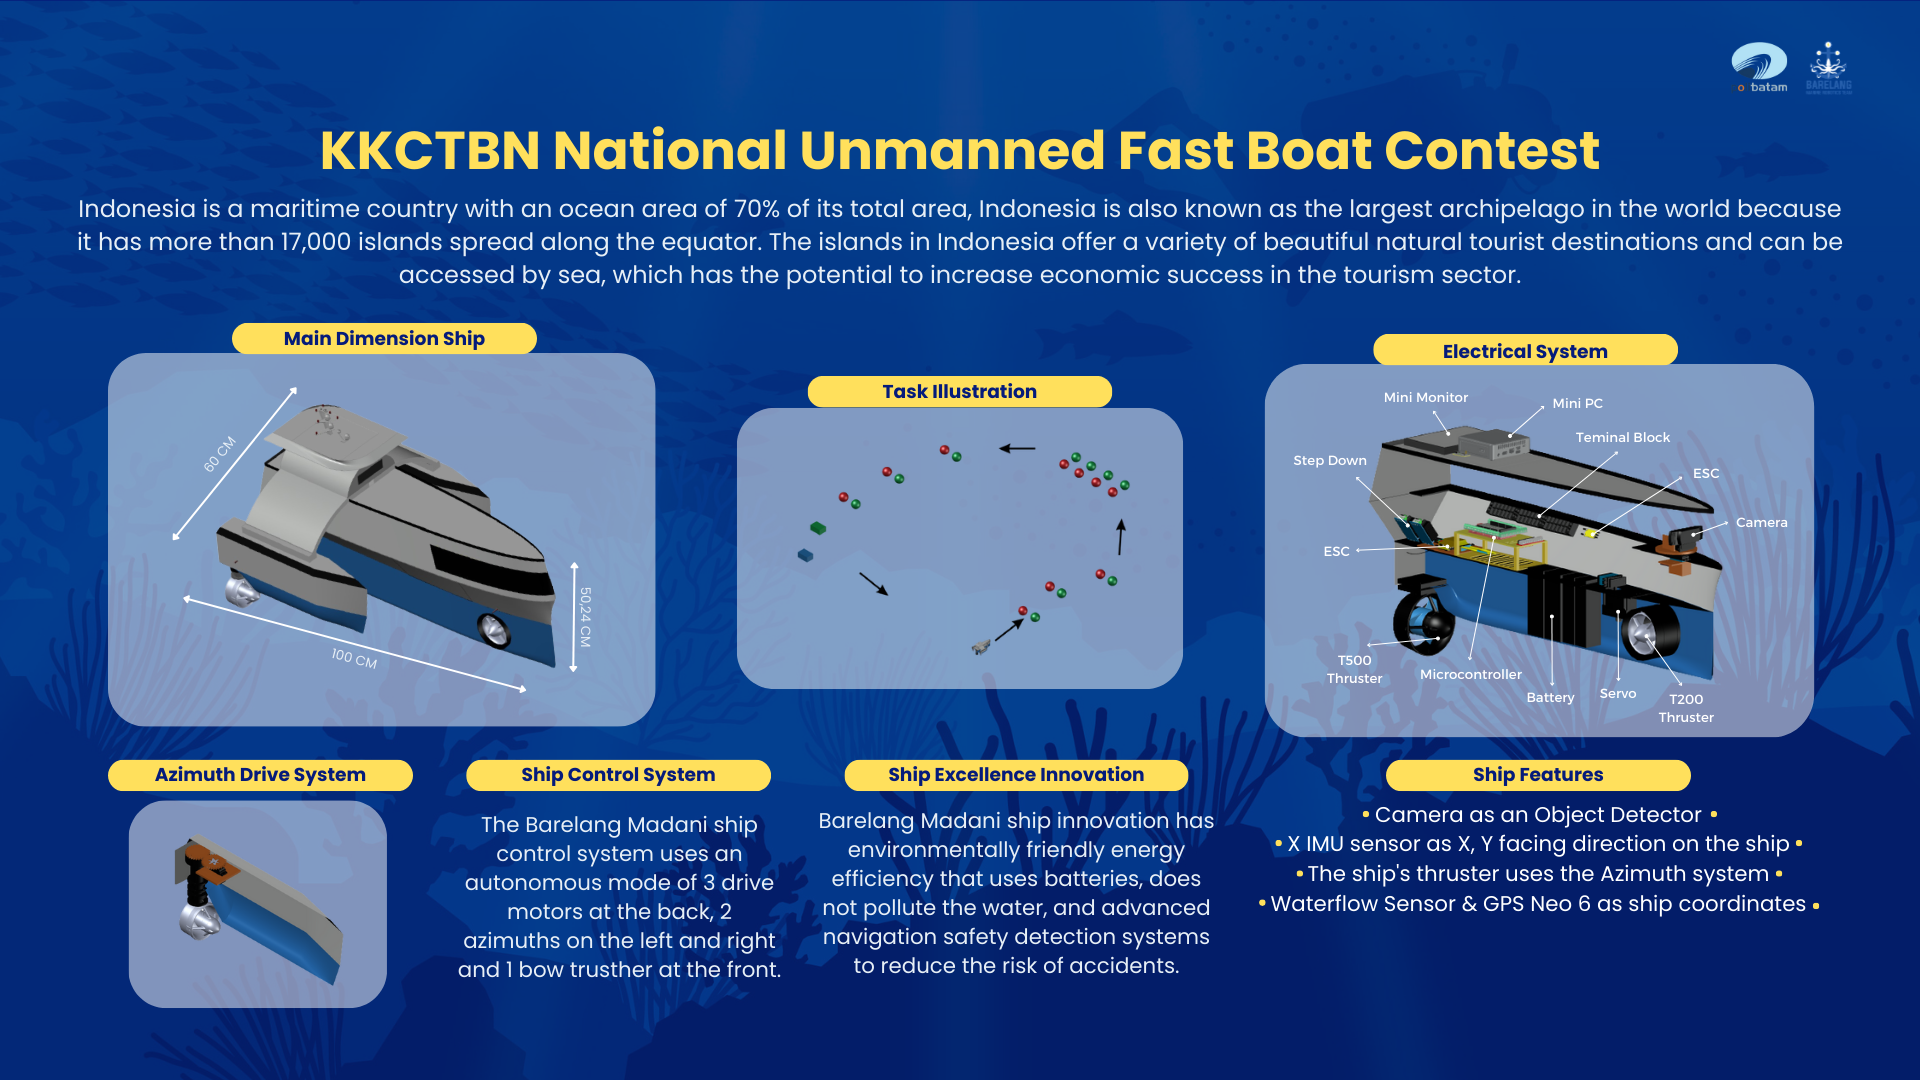 o batam
BARELANG
KKCTBN National Unmanned Fast Boat Contest
Indonesia is a maritime country with an ocean area of 70% of its total area, Indonesia is also known as the largest archipelago in the world because
it has more than 17,000 islands spread along the equator. The islands in Indonesia offer a variety of beautiful natural tourist destinations and can be
accessed by sea, which has the potential to increase economic success in the tourism sector.
Main Dimension Ship
60 CM
100 CM
50,24 CM
Task Illustration
Electrical System
Mini Monitor
Mini PC
Teminal Block
Step Down
ESC
Camera
ESC
T500
Thruster
Microcontroller
Battery
Servo
T200
Thruster
Azimuth Drive System
Ship Control System
The Barelang Madani ship
control system uses an
autonomous mode of 3 drive
motors at the back, 2
azimuths on the left and right
and 1 bow trusther at the front.
Ship Excellence Innovation
Barelang Madani ship innovation has
environmentally friendly energy
efficiency that uses batteries, does
not pollute the water, and advanced
navigation safety detection systems
to reduce the risk of accidents.
Ship Features
• Camera as an Object Detector •
• X IMU sensor as X, Y facing direction on the ship •
• The ship's thruster uses the Azimuth system •
• Waterflow Sensor & GPS Neo 6 as ship coordinates •